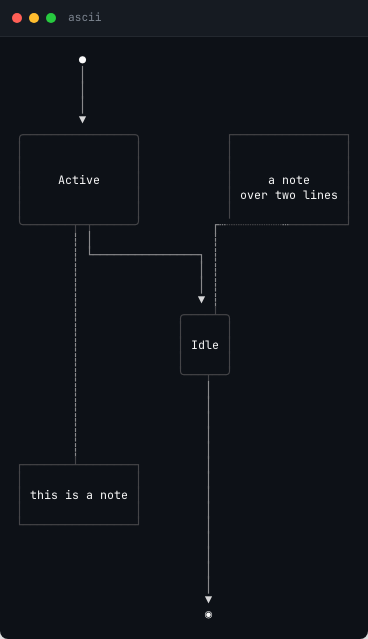 ascii
Active
a note
over two lines
Idle
this is a note